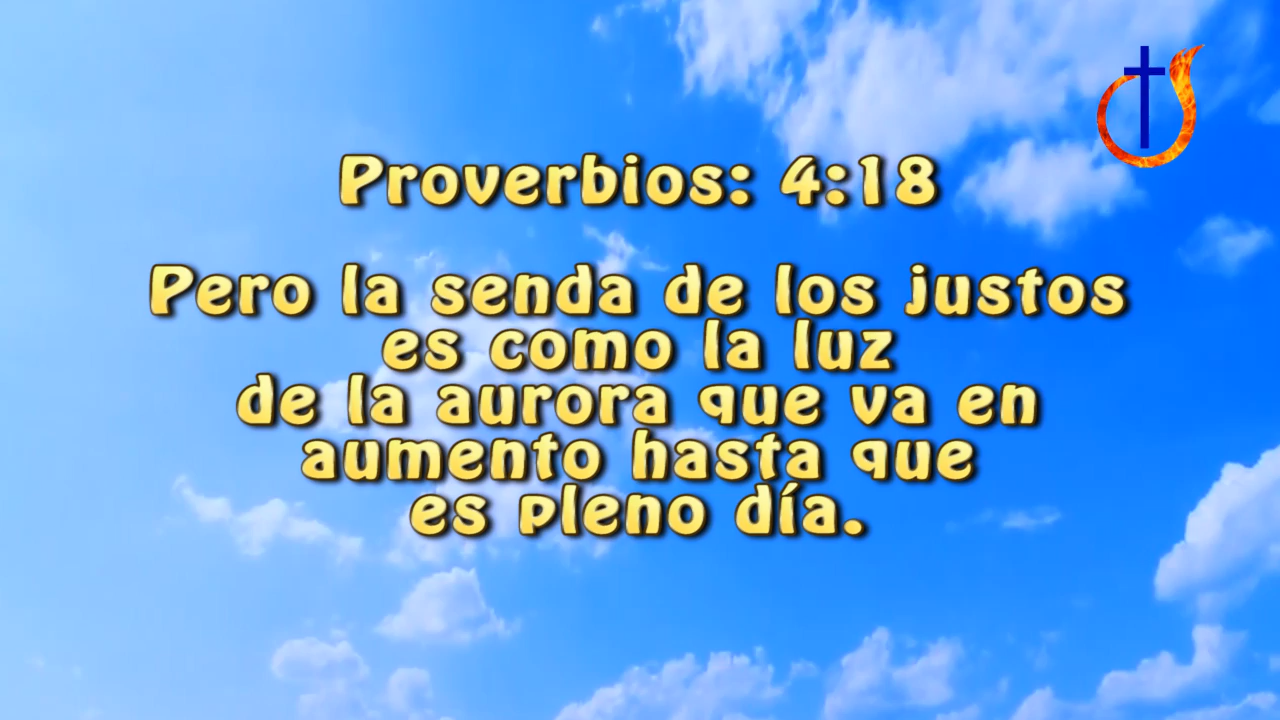 Proverbios: 4:18
Pero la senda de los justos
es como la luz
de la aurora que va en
aumento hasta que
es pleno día.